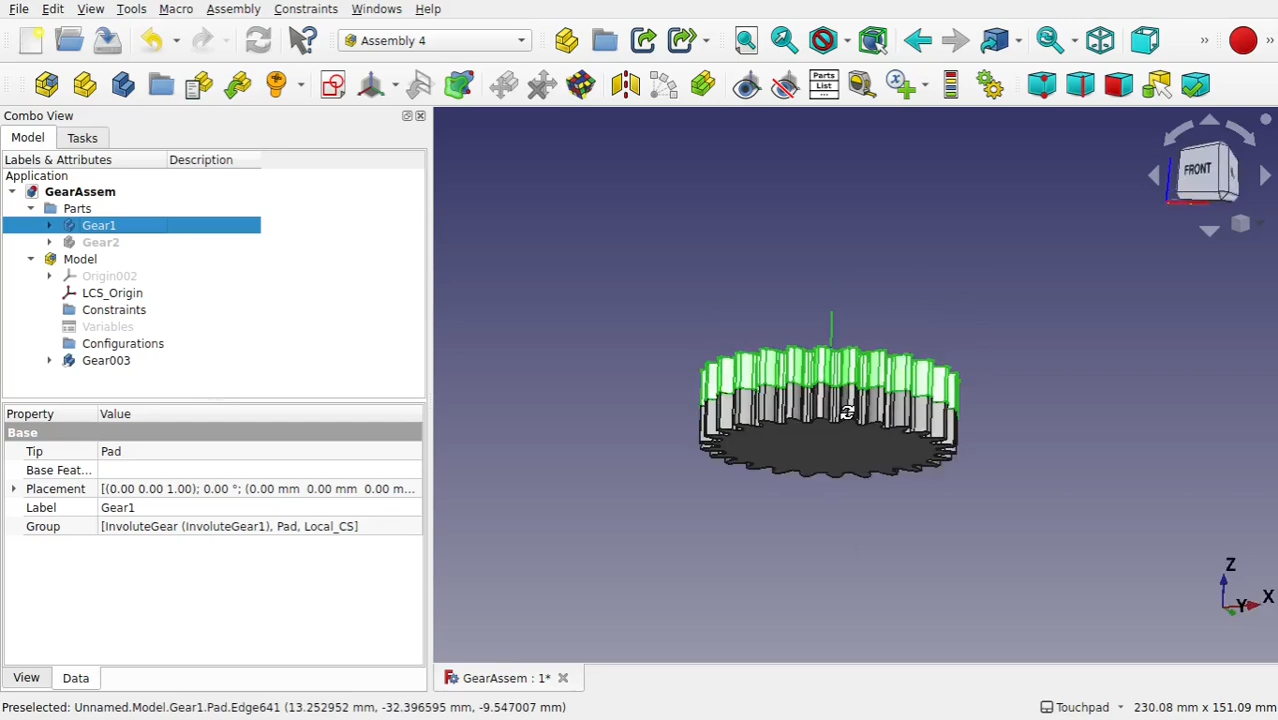 File Edit View Tools Macro Assembly Constraints Windows Help
Assembly 4
Parts
List
Combo View
Model Tasks
Labels & Attributes Description
Application
GearAssem
Parts
Gear1
Gear2
Model
Origin002
LCS_Origin
Constraints
Variables
Configurations
Gear003
Property Value
Base
Tip Pad
Base Feat...
Placement [(0.00 0.00 1.00); 0.00 °; (0.00 mm 0.00 mm 0.00 m...
Label Gear1
Group [InvoluteGear (InvoluteGear1), Pad, Local_CS]
View Data
FRONT
Z
X
Y
GearAssem : 1*
Preselected: Unnamed.Model.Gear1.Pad.Edge641 (13.252952 mm, -32.396595 mm, -9.547007 mm)
Touchpad 230.08 mm x 151.09 mm